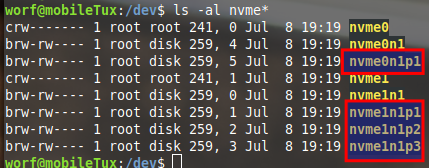 worf@mobileTux:/dev$ ls -al nvme*
crw------- 1 root root 241, 0 Jul  8 19:19 nvme0
brw-rw---- 1 root disk 259, 4 Jul  8 19:19 nvme0n1
brw-rw---- 1 root disk 259, 5 Jul  8 19:19 nvme0n1p1
crw------- 1 root root 241, 1 Jul  8 19:19 nvme1
brw-rw---- 1 root disk 259, 0 Jul  8 19:19 nvme1n1
brw-rw---- 1 root disk 259, 1 Jul  8 19:19 nvme1n1p1
brw-rw---- 1 root disk 259, 2 Jul  8 19:19 nvme1n1p2
brw-rw---- 1 root disk 259, 3 Jul  8 19:19 nvme1n1p3
worf@mobileTux:/dev$